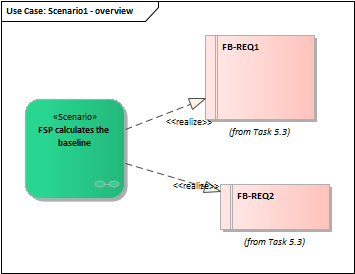 Use Case: Scenario1 - overview
FB-REQ1
«Scenario»
FSP calculates the
baseline
<<realize>>
(from Task 5.3)
<<realize>>
FB-REQ2
(from Task 5.3)